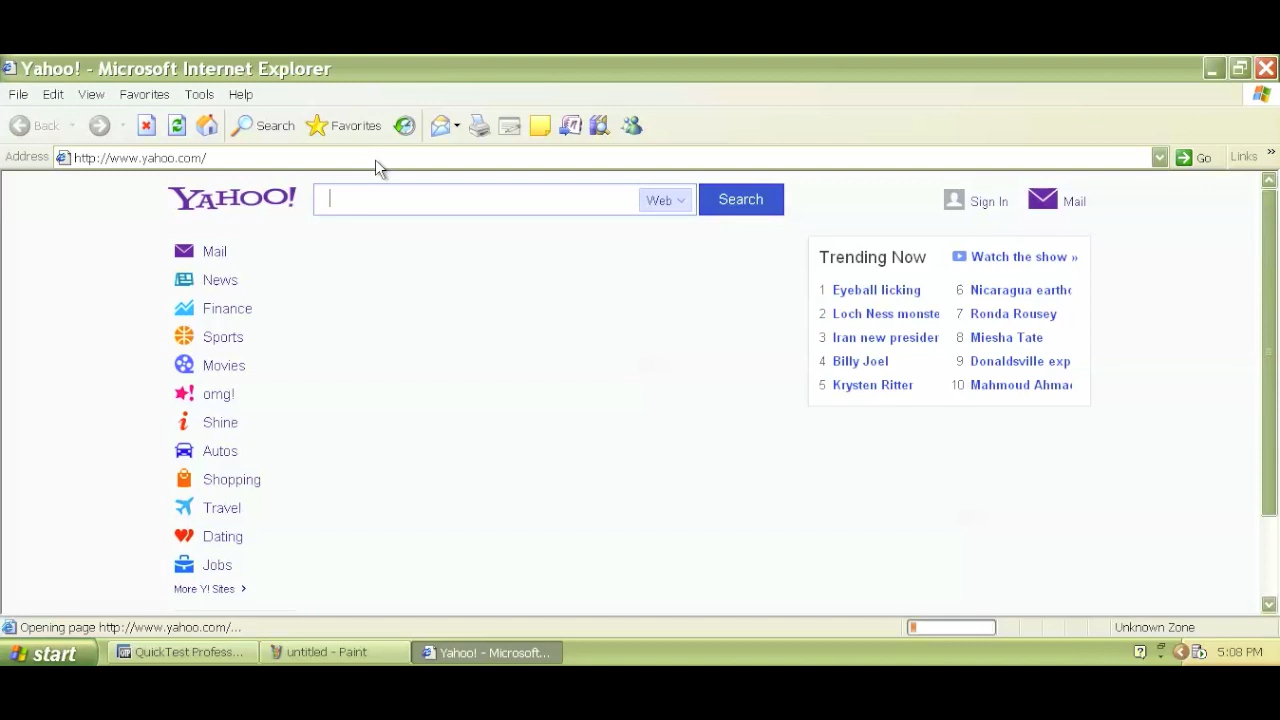 Yahoo! - Microsoft Internet Explorer
File Edit View Favorites Tools Help
Back Search Favorites
Address http://www.yahoo.com/ Go Links »
YAHOO! Web Search Sign In Mail
Mail
News
Finance
Sports
Movies
omg!
Shine
Autos
Shopping
Travel
Dating
Jobs
More Y! Sites >
Trending Now Watch the show »
1 Eyeball licking 6 Nicaragua earthc
2 Loch Ness monste 7 Ronda Rousey
3 Iran new presider 8 Miesha Tate
4 Billy Joel 9 Donaldsville exp
5 Krysten Ritter 10 Mahmoud Ahma
Opening page http://www.yahoo.com/... Unknown Zone
start QuickTest Profess... untitled - Paint Yahoo! - Microsoft... 5:08 PM